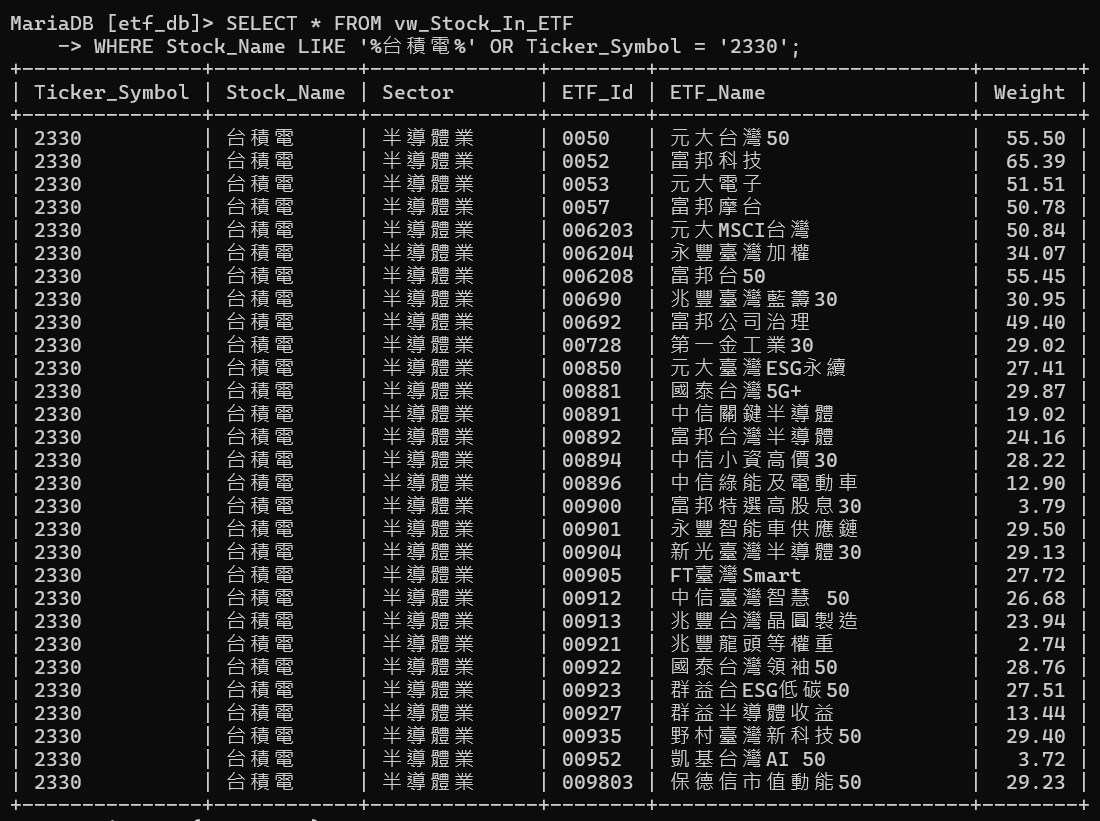 MariaDB [etf_db]> SELECT * FROM vw_Stock_In_ETF
    -> WHERE Stock_Name LIKE '%台積電%' OR Ticker_Symbol = '2330';
+---------------+------------+--------------+--------+--------------------------+--------+
| Ticker_Symbol | Stock_Name | Sector       | ETF_Id | ETF_Name                 | Weight |
+---------------+------------+--------------+--------+--------------------------+--------+
| 2330          | 台積電     | 半導體業     | 0050   | 元大台灣50               |  55.50 |
| 2330          | 台積電     | 半導體業     | 0052   | 富邦科技                 |  65.39 |
| 2330          | 台積電     | 半導體業     | 0053   | 元大電子                 |  51.51 |
| 2330          | 台積電     | 半導體業     | 0057   | 富邦摩台                 |  50.78 |
| 2330          | 台積電     | 半導體業     | 006203 | 元大MSCI台灣             |  50.84 |
| 2330          | 台積電     | 半導體業     | 006204 | 永豐臺灣加權             |  34.07 |
| 2330          | 台積電     | 半導體業     | 006208 | 富邦台50                 |  55.45 |
| 2330          | 台積電     | 半導體業     | 00690  | 兆豐臺灣藍籌30           |  30.95 |
| 2330          | 台積電     | 半導體業     | 00692  | 富邦公司治理             |  49.40 |
| 2330          | 台積電     | 半導體業     | 00728  | 第一金工業30             |  29.02 |
| 2330          | 台積電     | 半導體業     | 00850  | 元大臺灣ESG永續          |  27.41 |
| 2330          | 台積電     | 半導體業     | 00881  | 國泰台灣5G+              |  29.87 |
| 2330          | 台積電     | 半導體業     | 00891  | 中信關鍵半導體           |  19.02 |
| 2330          | 台積電     | 半導體業     | 00892  | 富邦台灣半導體           |  24.16 |
| 2330          | 台積電     | 半導體業     | 00894  | 中信小資高價30           |  28.22 |
| 2330          | 台積電     | 半導體業     | 00896  | 中信綠能及電動車         |  12.90 |
| 2330          | 台積電     | 半導體業     | 00900  | 富邦特選高股息30         |   3.79 |
| 2330          | 台積電     | 半導體業     | 00901  | 永豐智能車供應鏈         |  29.50 |
| 2330          | 台積電     | 半導體業     | 00904  | 新光臺灣半導體30         |  29.13 |
| 2330          | 台積電     | 半導體業     | 00905  | FT臺灣Smart              |  27.72 |
| 2330          | 台積電     | 半導體業     | 00912  | 中信臺灣智慧 50          |  26.68 |
| 2330          | 台積電     | 半導體業     | 00913  | 兆豐台灣晶圓製造         |  23.94 |
| 2330          | 台積電     | 半導體業     | 00921  | 兆豐龍頭等權重           |   2.74 |
| 2330          | 台積電     | 半導體業     | 00922  | 國泰台灣領袖50           |  28.76 |
| 2330          | 台積電     | 半導體業     | 00923  | 群益台ESG低碳50          |  27.51 |
| 2330          | 台積電     | 半導體業     | 00927  | 群益半導體收益           |  13.44 |
| 2330          | 台積電     | 半導體業     | 00935  | 野村臺灣新科技50         |  29.40 |
| 2330          | 台積電     | 半導體業     | 00952  | 凱基台灣AI 50            |   3.72 |
| 2330          | 台積電     | 半導體業     | 009803 | 保德信市值動能50         |  29.23 |
+---------------+------------+--------------+--------+--------------------------+--------+